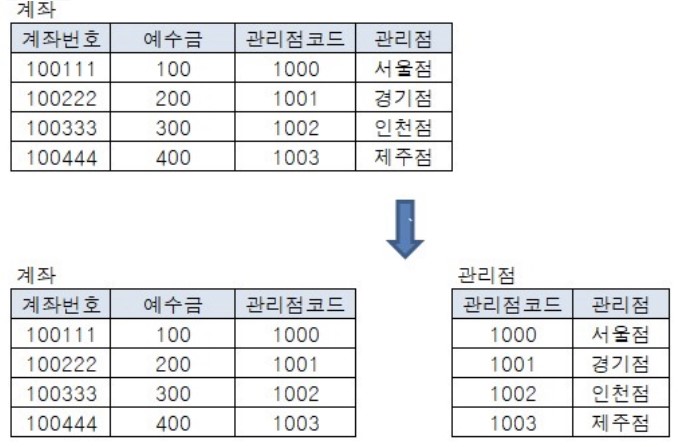 계좌
계좌번호 예수금 관리점코드 관리점
100111 100 1000 서울점
100222 200 1001 경기점
100333 300 1002 인천점
100444 400 1003 제주점
계좌 관리점
계좌번호 예수금 관리점코드 관리점코드 관리점
100111 100 1000 1000 서울점
100222 200 1001 1001 경기점
100333 300 1002 1002 인천점
100444 400 1003 1003 제주점